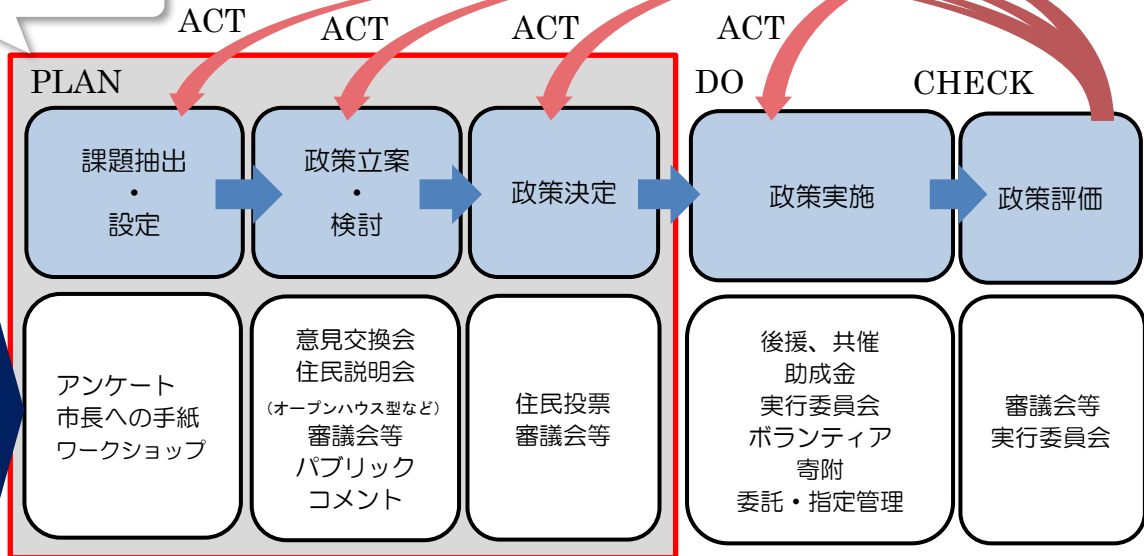 ACT
ACT
ACT
ACT
PLAN
DO
CHECK
課題抽出
・
設定
政策立案
・
検討
政策決定
政策実施
政策評価
アンケート
市長への手紙
ワークショップ
意見交換会
住民説明会
（オープンハウス型など）
審議会等
パブリック
コメント
住民投票
審議会等
後援、共催
助成金
実行委員会
ボランティア
寄附
委託・指定管理
審議会等
実行委員会